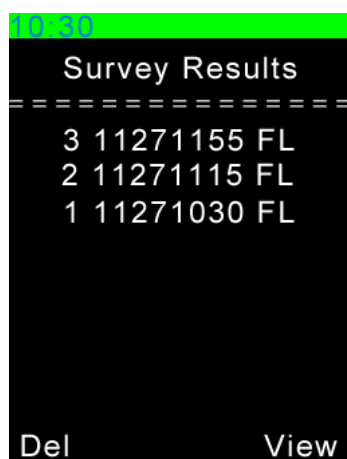 10:30
Survey Results
= = = = = = = = = = = = = = =
3 11271155 FL
2 11271115 FL
1 11271030 FL
Del View